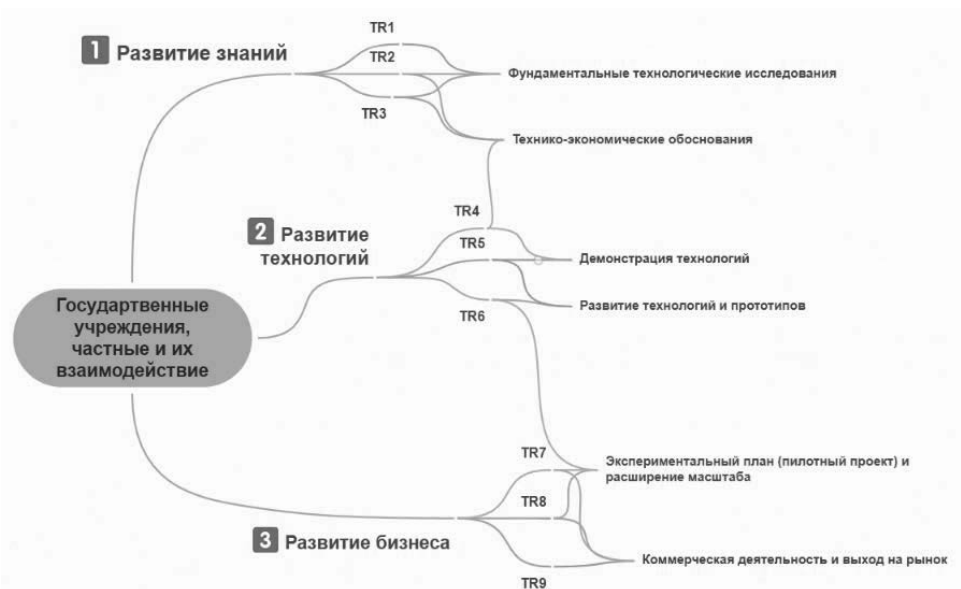 1 Развитие знаний
TR1
TR2
TR3
Фундаментальные технологические исследования
Технико-экономические обоснования
2 Развитие
технологий
TR4
TR5
TR6
Демонстрация технологий
Развитие технологий и прототипов
Государтвенные
учреждения,
частные и их
взаимодействие
3 Развитие бизнеса
TR7
TR8
TR9
Экспериментальный план (пилотный проект) и
расширение масштаба
Коммерческая деятельность и выход на рынок